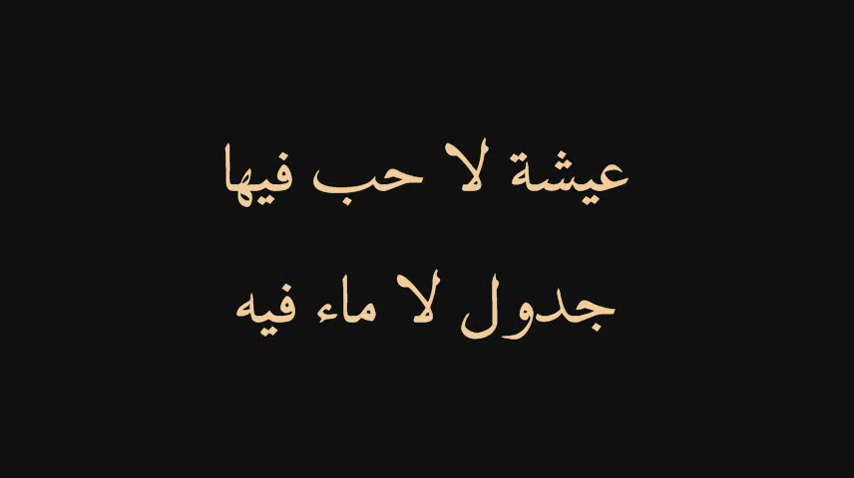 عيشة لا حب فيها
جدول لا ماء فيه